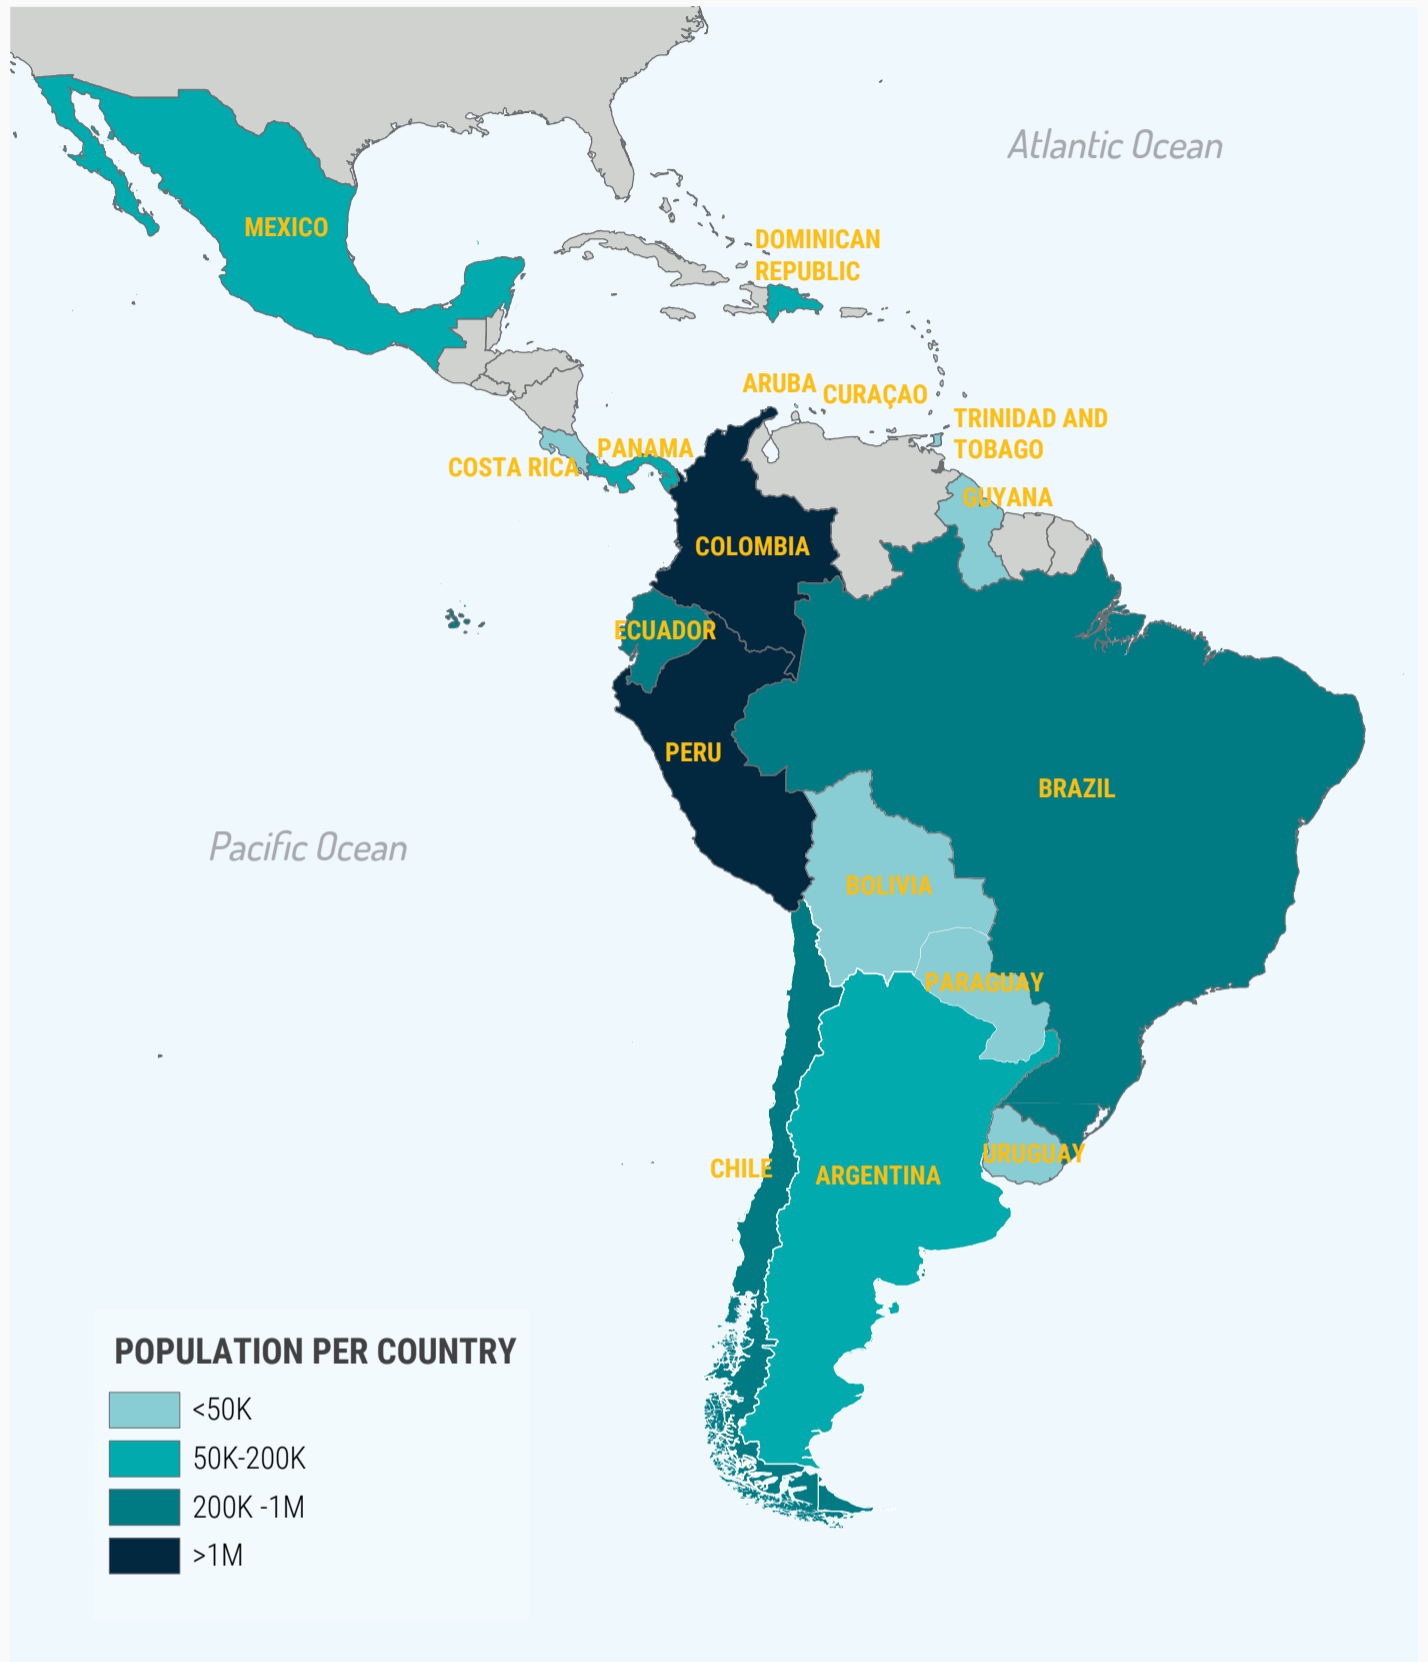 Atlantic Ocean
MEXICO
DOMINICAN
REPUBLIC
ARUBA
CURAÇAO
TRINIDAD AND
TOBAGO
PANAMA
COSTA RICA
GUYANA
COLOMBIA
ECUADOR
PERU
BRAZIL
Pacific Ocean
BOLIVIA
PARAGUAY
URUGUAY
CHILE
ARGENTINA
POPULATION PER COUNTRY
<50K
50K-200K
200K -1M
>1M